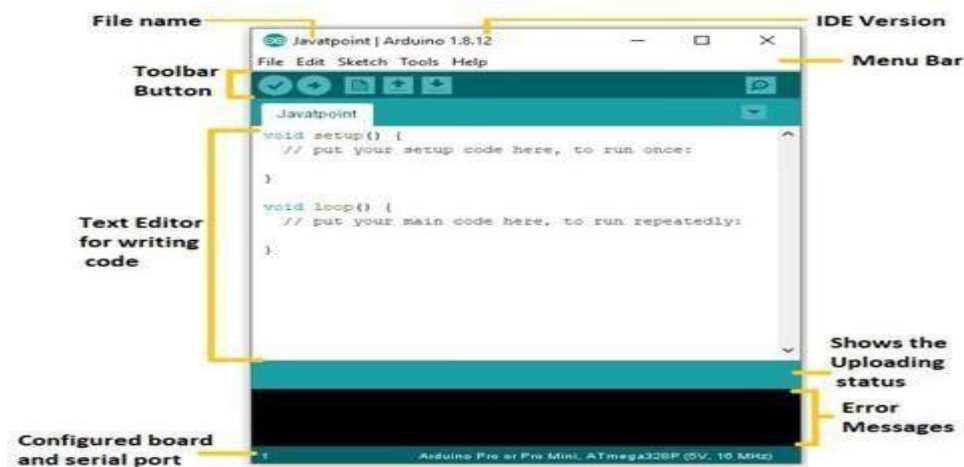 File name
IDE Version
Javatpoint | Arduino 1.8.12
File Edit Sketch Tools Help
Menu Bar
Toolbar
Button
Javatpoint
void setup() {
// put your setup code here, to run once:
}
void loop() {
// put your main code here, to run repeatedly:
}
Text Editor
for writing
code
Shows the
Uploading
status
Error
Messages
Configured board
and serial port
1
Arduino Pro or Pro Mini, ATmega328P (5V, 16 MHz)